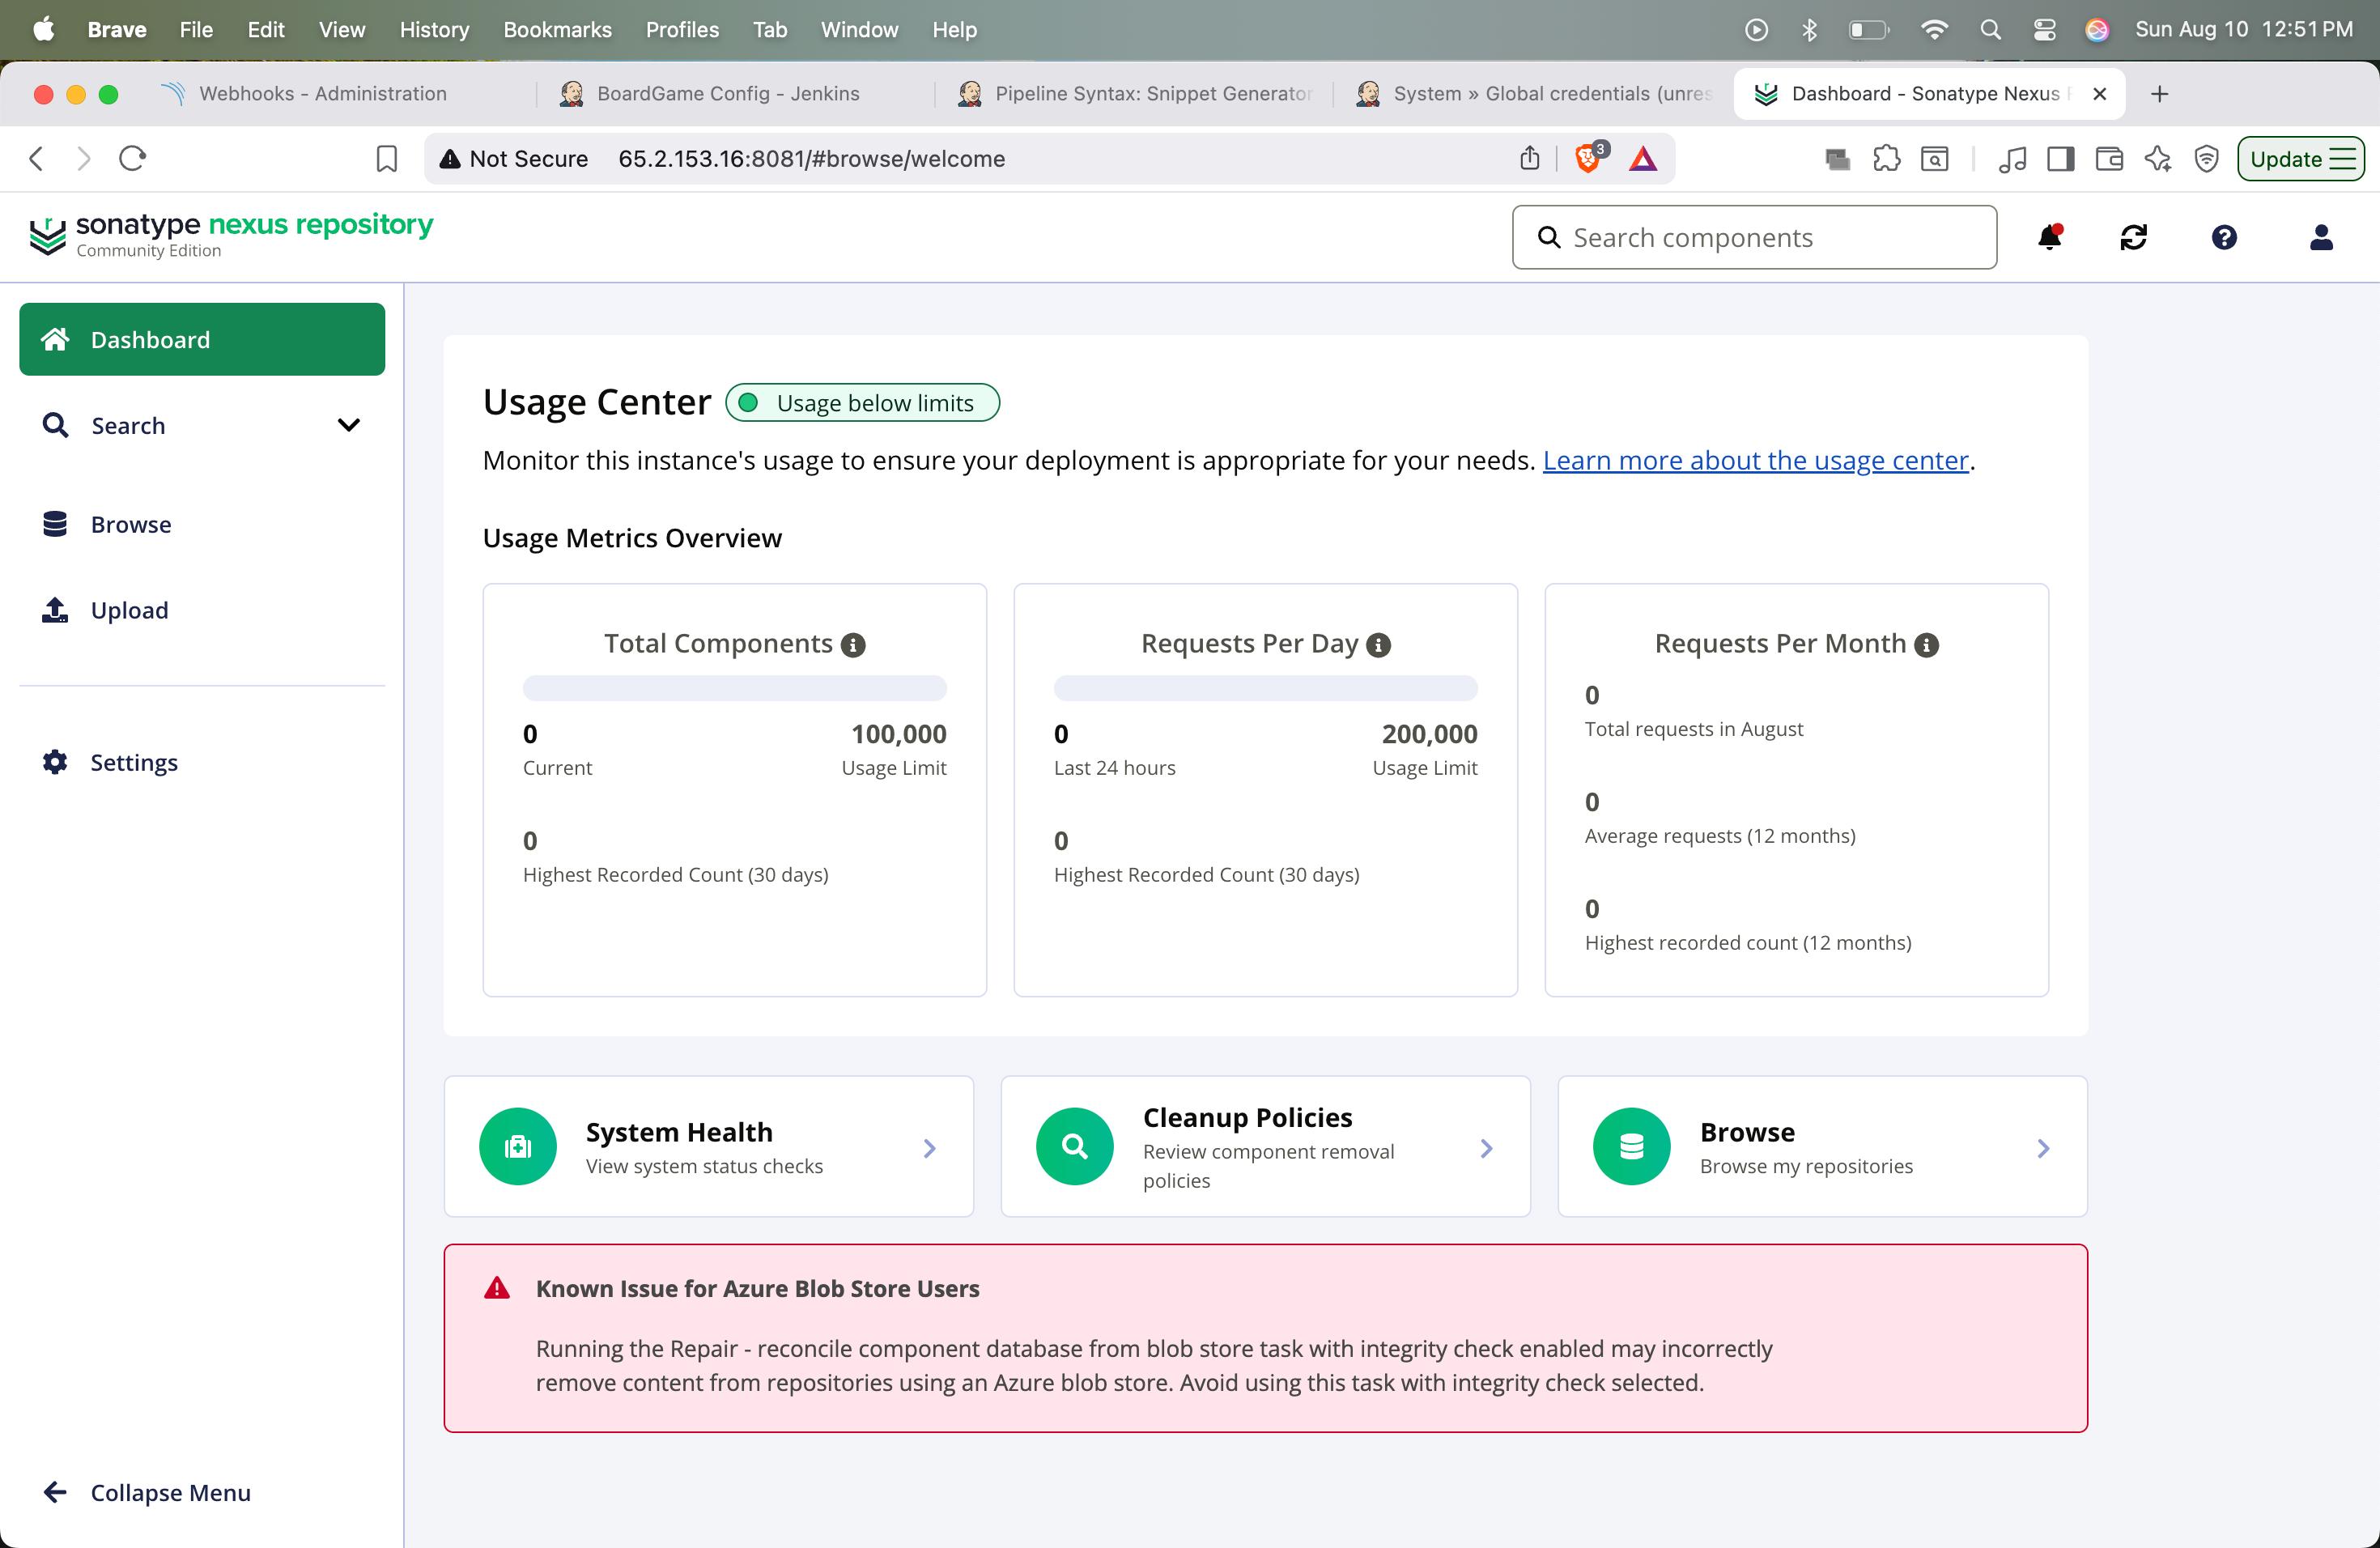 Brave File Edit View History Bookmarks Profiles Tab Window Help Sun Aug 10 12:51 PM
Webhooks - Administration BoardGame Config - Jenkins Pipeline Syntax: Snippet Generator System » Global credentials (unres Dashboard - Sonatype Nexus
Not Secure 65.2.153.16:8081/#browse/welcome 3 Update
sonatype nexus repository
Community Edition
Search components
Dashboard
Search
Browse
Upload
Settings
Collapse Menu
Usage Center Usage below limits
Monitor this instance's usage to ensure your deployment is appropriate for your needs. Learn more about the usage center.
Usage Metrics Overview
Total Components
0 100,000
Current Usage Limit
0
Highest Recorded Count (30 days)
Requests Per Day
0 200,000
Last 24 hours Usage Limit
0
Highest Recorded Count (30 days)
Requests Per Month
0
Total requests in August
0
Average requests (12 months)
0
Highest recorded count (12 months)
System Health
View system status checks
Cleanup Policies
Review component removal
policies
Browse
Browse my repositories
Known Issue for Azure Blob Store Users
Running the Repair - reconcile component database from blob store task with integrity check enabled may incorrectly
remove content from repositories using an Azure blob store. Avoid using this task with integrity check selected.